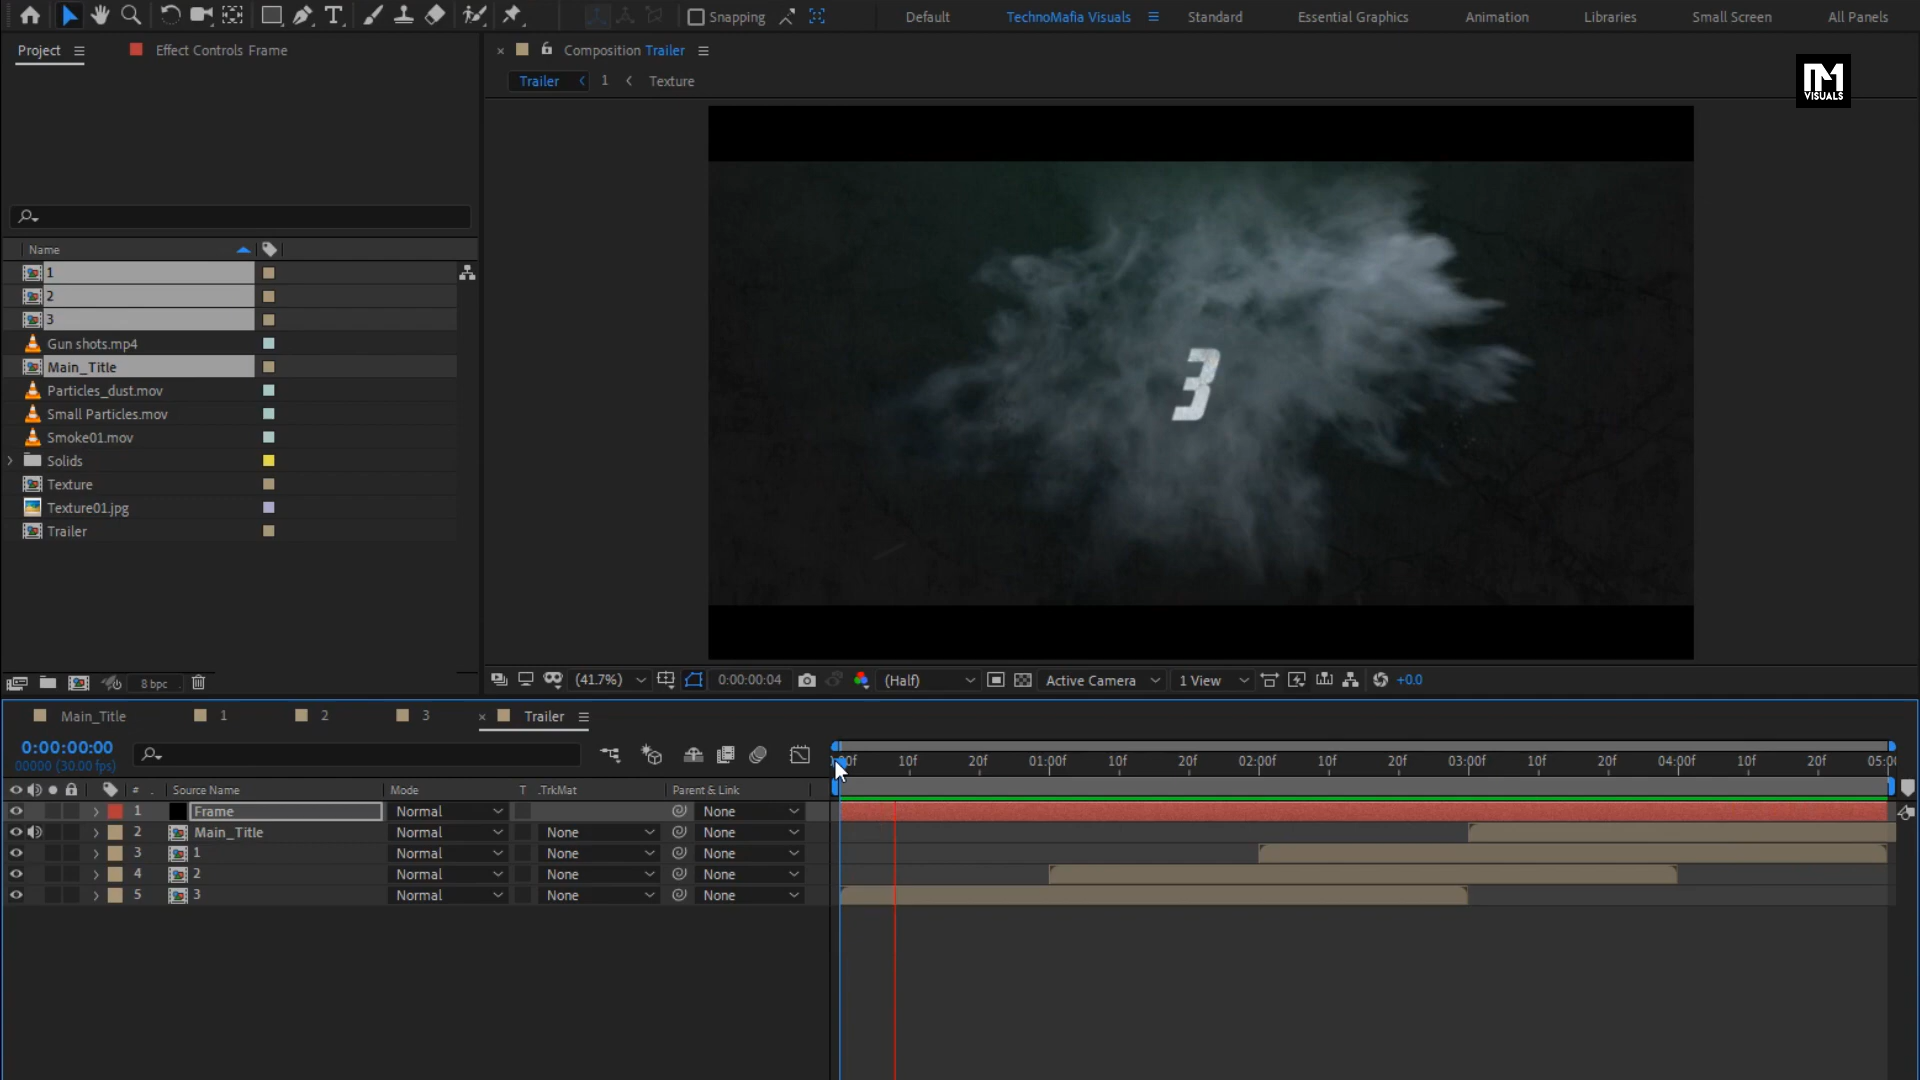 Snapping
Default
TechnoMafia Visuals
Standard
Essential Graphics
Animation
Libraries
Small Screen
All Panels
Project
Effect Controls Frame
Composition Trailer
Trailer
1
Texture
VISUALS
3
Name
1
2
3
Gun shots.mp4
Main_Title
Particles_dust.mov
Small Particles.mov
Smoke01.mov
Solids
Texture
Texture01.jpg
Trailer
8 bpc
(41.7%)
0:00:00:04
(Half)
Active Camera
1 View
+0.0
Main_Title
1
2
3
Trailer
0:00:00:00
00000 (30.00 fps)
10f 20f 01:00f 10f 20f 02:00f 10f 20f 03:00f 10f 20f 04:00f 10f 20f
# Source Name Mode T .TrkMat Parent & Link
1 Frame Normal None
2 Main_Title Normal None None
3 1 Normal None None
4 2 Normal None None
5 3 Normal None None